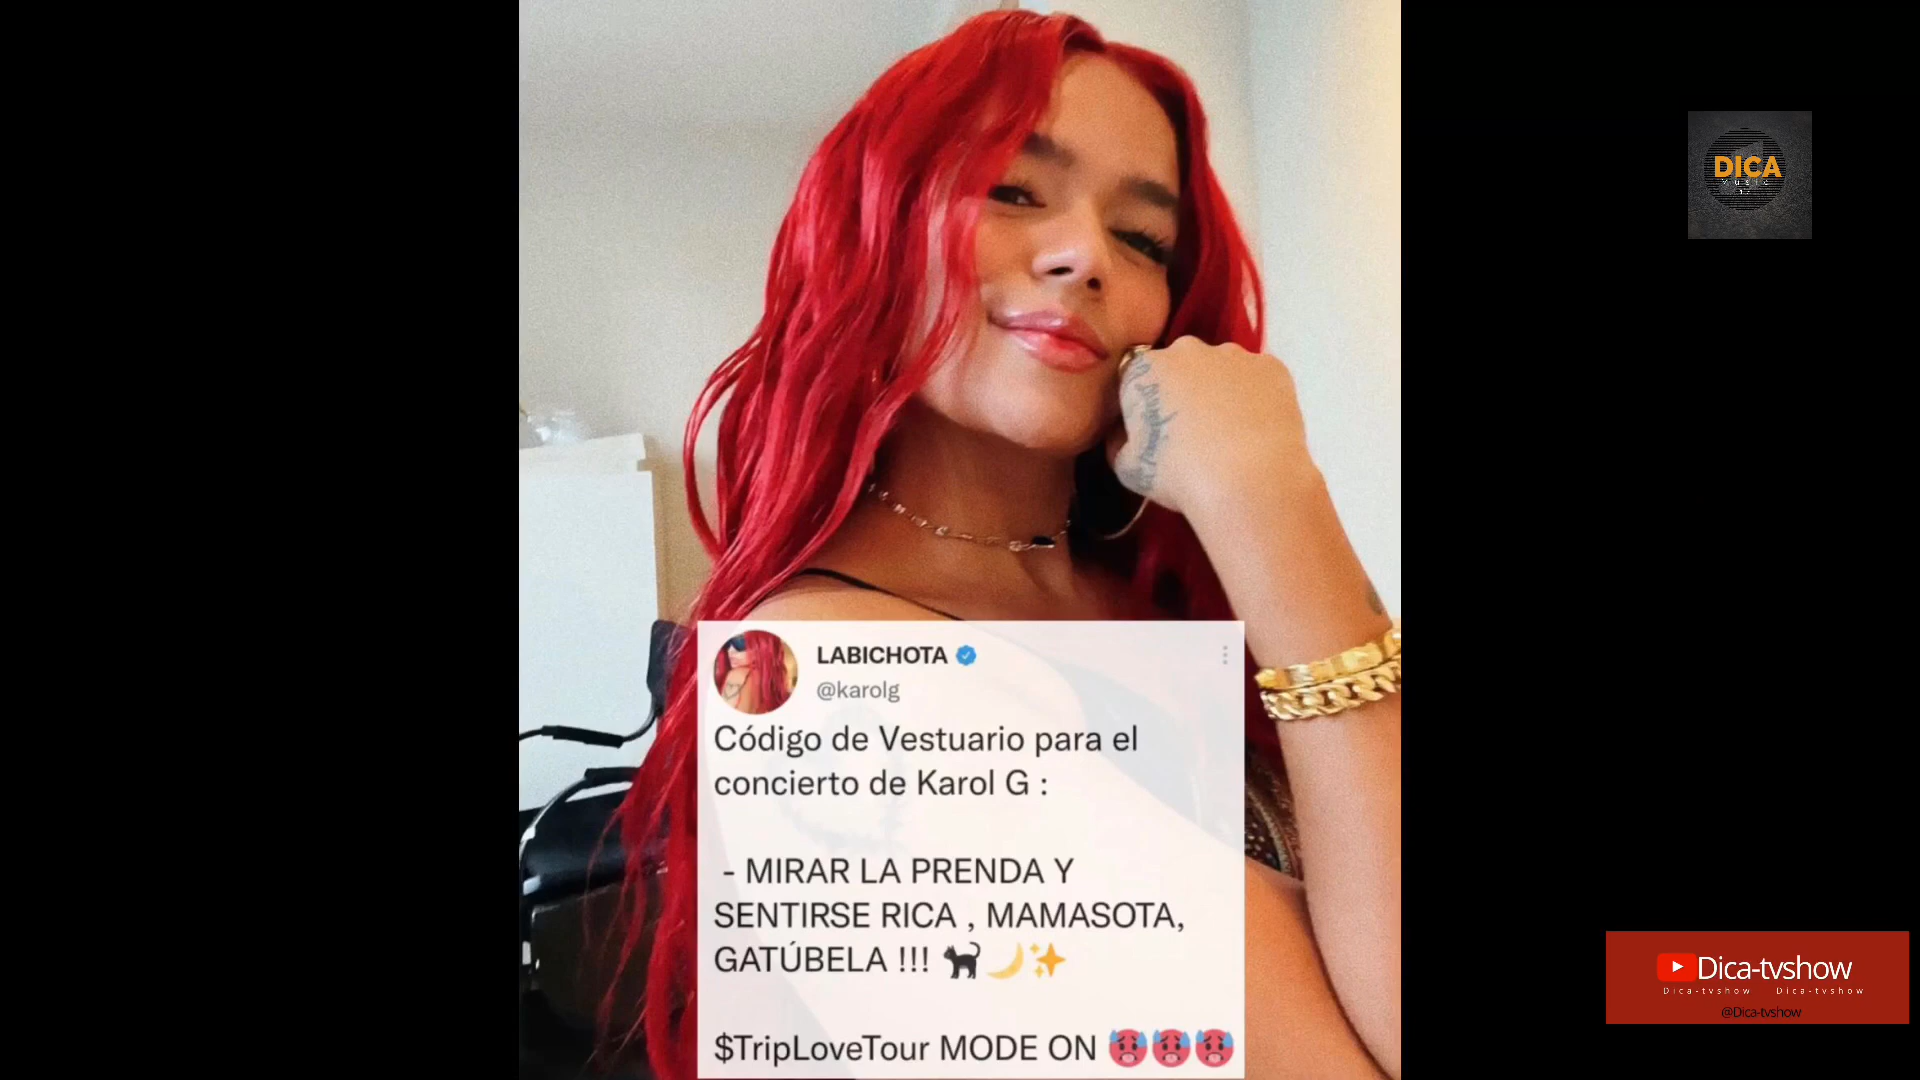 DICA
Music
LABICHOTA
@karolg
Código de Vestuario para el
concierto de Karol G :
- MIRAR LA PRENDA Y
SENTIRSE RICA , MAMASOTA,
GATÚBELA !!! 🐈‍⬛🌙✨
$TripLoveTour MODE ON 🥵🥵🥵
Dica-tvshow
Dica-tvshow Dica-tvshow
@Dica-tvshow